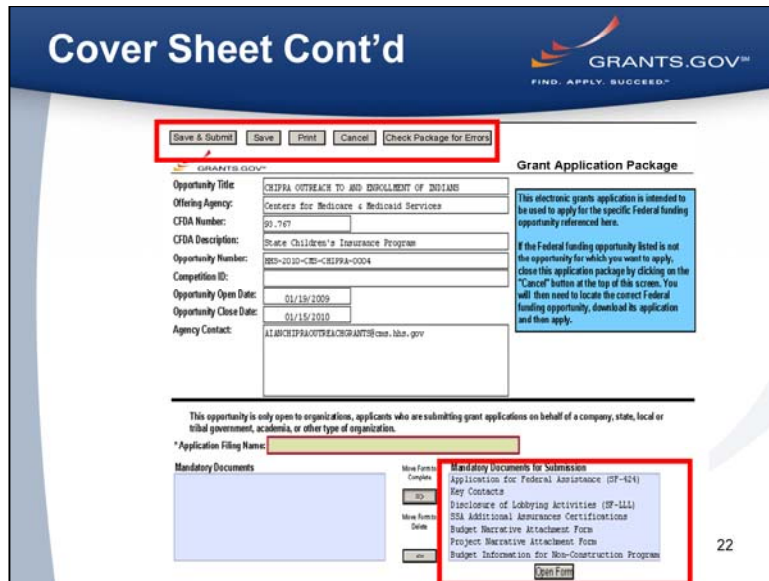 Cover Sheet Cont'd
GRANTS.GOV℠
FIND. APPLY. SUCCEED.℠
Save & Submit Save Print Cancel Check Package for Errors
GRANTS.GOV℠
Grant Application Package
Opportunity Title: CHIPRA OUTREACH TO AND ENROLLMENT OF INDIANS
Offering Agency: Centers for Medicare & Medicaid Services
CFDA Number: 93.767
CFDA Description: State Children's Insurance Program
Opportunity Number: HHS-2010-CMS-CHIPRA-0004
Competition ID:
Opportunity Open Date: 01/19/2009
Opportunity Close Date: 01/15/2010
Agency Contact: AIANCHIPRAOUTREACHGRANTS@cms.hhs.gov
This electronic grants application is intended to
be used to apply for the specific Federal funding
opportunity referenced here.
If the Federal funding opportunity listed is not
the opportunity for which you want to apply,
close this application package by clicking on the
"Cancel" button at the top of this screen. You
will then need to locate the correct Federal
funding opportunity, download its application
and then apply.
This opportunity is only open to organizations, applicants who are submitting grant applications on behalf of a company, state, local or
tribal government, academia, or other type of organization.
* Application Filing Name:
Mandatory Documents
Move Form to
Complete
=>
Move Form to
Delete
<=
Mandatory Documents for Submission
Application for Federal Assistance (SF-424)
Key Contacts
Disclosure of Lobbying Activities (SF-LLL)
SSA Additional Assurances Certifications
Budget Narrative Attachment Form
Project Narrative Attachment Form
Budget Information for Non-Construction Program
Open Form
22